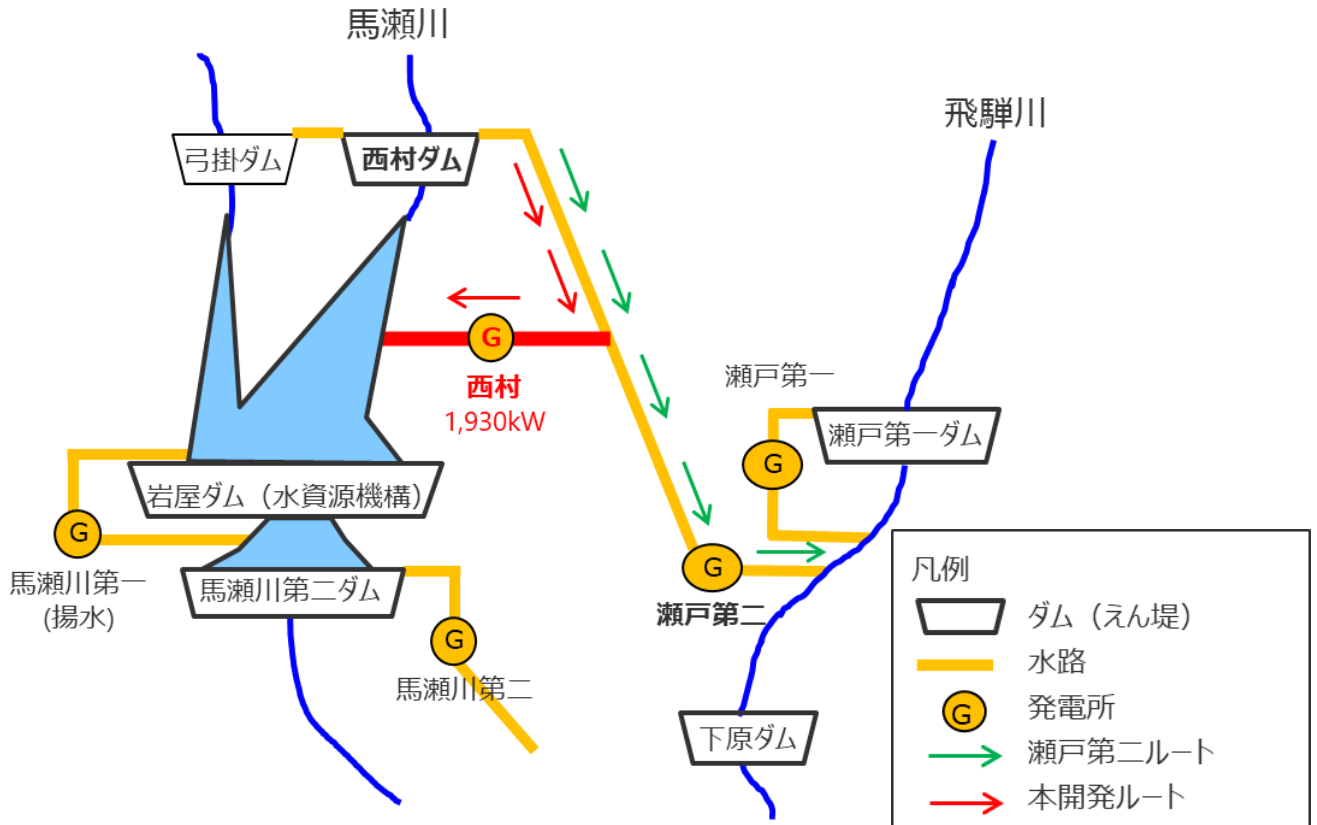 馬瀬川
飛騨川
弓掛ダム
西村ダム
G
西村
1,930kW
瀬戸第一
瀬戸第一ダム
G
岩屋ダム（水資源機構）
G
馬瀬川第一
(揚水)
馬瀬川第二ダム
G
馬瀬川第二
G
瀬戸第二
下原ダム
凡例
ダム（えん堤）
水路
G
発電所
瀬戸第二ルート
本開発ルート